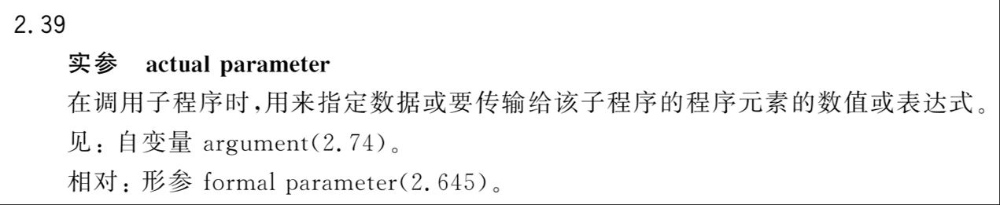 2.39
实参 actual parameter
在调用子程序时,用来指定数据或要传输给该子程序的程序元素的数值或表达式。
见：自变量 argument(2.74)。
相对：形参 formal parameter(2.645)。